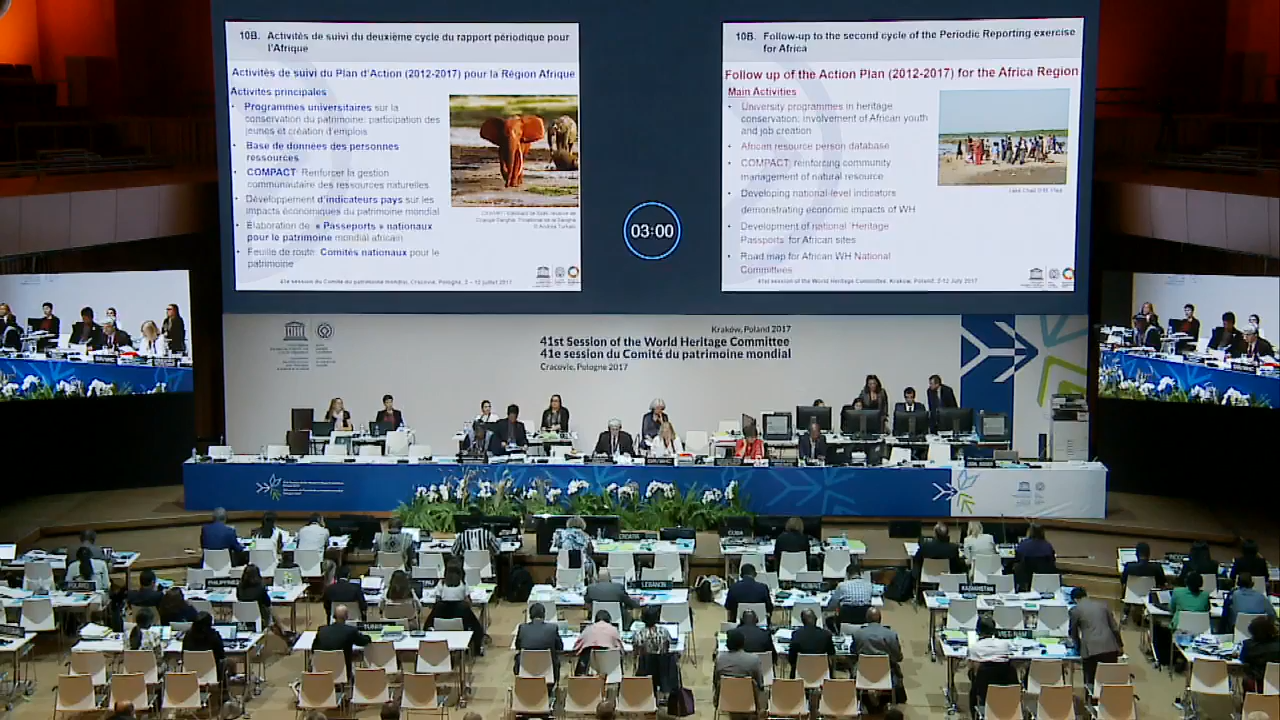 10B. Activités de suivi du deuxième cycle du rapport périodique pour
l'Afrique
Activités de suivi du Plan d'Action (2012-2017) pour la Région Afrique
Activités principales
• Programmes universitaires sur la
conservation du patrimoine: participation des
jeunes et création d'emplois
• Base de données des personnes
ressources
• COMPACT: Renforcer la gestion
communautaire des ressources naturelles
• Développement d'indicateurs pays sur les
impacts économiques du patrimoine mondial
• Elaboration de « Passeports » nationaux
pour le patrimoine mondial africain
• Feuille de route: Comités nationaux pour le
patrimoine
41e session du Comité du patrimoine mondial, Cracovie, Pologne, 2 – 12 juillet 2017
03:00
10B. Follow-up to the second cycle of the Periodic Reporting exercise
for Africa
Follow up of the Action Plan (2012-2017) for the Africa Region
Main Activities
• University programmes in heritage
conservation: involvement of African youth
and job creation
• African resource person database
• COMPACT: reinforcing community
management of natural resource
• Developing national-level indicators
demonstrating economic impacts of WH
• Development of national 'Heritage
Passports' for African sites
• Road map for African WH National
Committees
Lake Chad
41st session of the World Heritage Committee, Krakow, Poland, 2-12 July 2017
Kraków, Poland 2017
41st Session of the World Heritage Committee
41e session du Comité du patrimoine mondial
Cracovie, Pologne 2017
CROATIA
CUBA
PHILIPPINES
LEBANON
KUWAIT
KAZAKHSTAN
VIET NAM